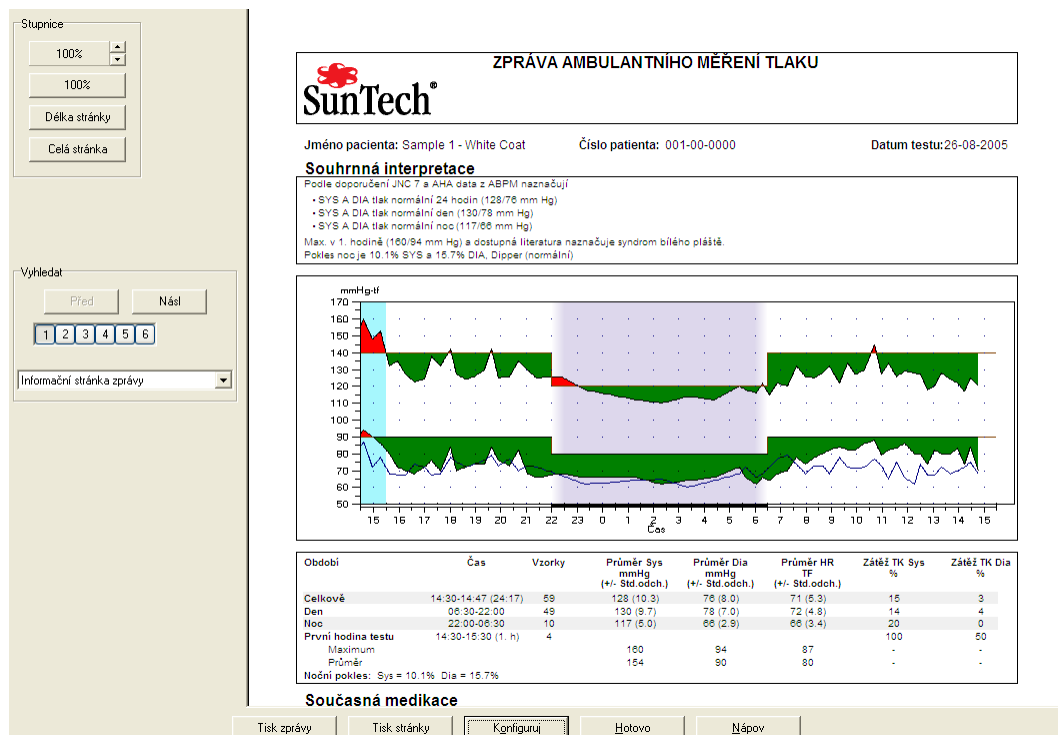 Stupnice
100%
100%
Délka stránky
Celá stránka
Vyhledat
Před Násl
1 2 3 4 5 6
Informační stránka zprávy
ZPRÁVA AMBULANTNÍHO MĚŘENÍ TLAKU
SunTech®
Jméno pacienta: Sample 1 - White Coat Číslo patienta: 001-00-0000 Datum testu:26-08-2005
Souhrnná interpretace
Podle doporučení JNC 7 a AHA data z ABPM naznačují
• SYS A DIA tlak normální 24 hodin (128/76 mm Hg)
• SYS A DIA tlak normální den (130/78 mm Hg)
• SYS A DIA tlak normální noc (117/66 mm Hg)
Max. v 1. hodině (160/94 mm Hg) a dostupná literatura naznačuje syndrom bílého pláště.
Pokles noc je 10.1% SYS a 15.7% DIA, Dipper (normální)
mmHg-tf
170
160
150
140
130
120
110
100
90
80
70
60
50
15 16 17 18 19 20 21 22 23 0 1 2 3 4 5 6 7 8 9 10 11 12 13 14 15
Čas
Období Čas Vzorky Průměr Sys Průměr Dia Průměr HR Zátěž TK Sys Zátěž TK Dia
mmHg mmHg TF % %
(+/- Std.odch.) (+/- Std.odch.) (+/- Std.odch.)
Celkově 14:30-14:47 (24:17) 59 128 (10.3) 76 (8.0) 71 (5.3) 15 3
Den 06:30-22:00 49 130 (9.7) 78 (7.0) 72 (4.8) 14 4
Noc 22:00-06:30 10 117 (5.0) 66 (2.9) 66 (3.4) 20 0
První hodina testu 14:30-15:30 (1. h) 4 100 50
Maximum 160 94 87 - -
Průměr 154 90 80 - -
Noční pokles: Sys = 10.1% Dia = 15.7%
Současná medikace
Tisk zprávy Tisk stránky Konfiguruj Hotovo Nápov